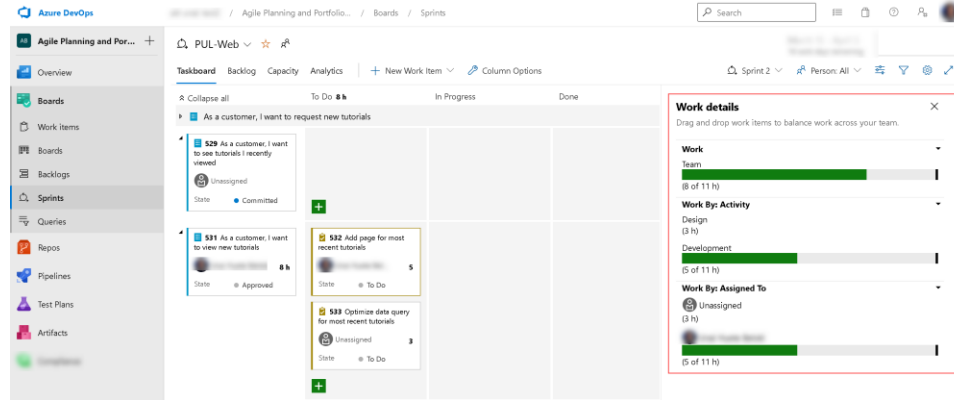 Azure DevOps
/ Agile Planning and Portfolio... / Boards / Sprints
Search
AB Agile Planning and Por... +
PUL-Web
Overview
Taskboard Backlog Capacity Analytics + New Work Item Column Options
Sprint 2 Person: All
Boards
Collapse all
To Do 8 h
In Progress
Done
As a customer, I want to request new tutorials
Work items
Boards
Backlogs
Sprints
Queries
Repos
Pipelines
Test Plans
Artifacts
529 As a customer, I want
to see tutorials I recently
viewed
Unassigned
State Committed
531 As a customer, I want
to view new tutorials
8 h
State Approved
532 Add page for most
recent tutorials
5
State To Do
533 Optimize data query
for most recent tutorials
Unassigned
3
State To Do
Work details
Drag and drop work items to balance work across your team.
Work
Team
(8 of 11 h)
Work By: Activity
Design
(3 h)
Development
(5 of 11 h)
Work By: Assigned To
Unassigned
(3 h)
(5 of 11 h)